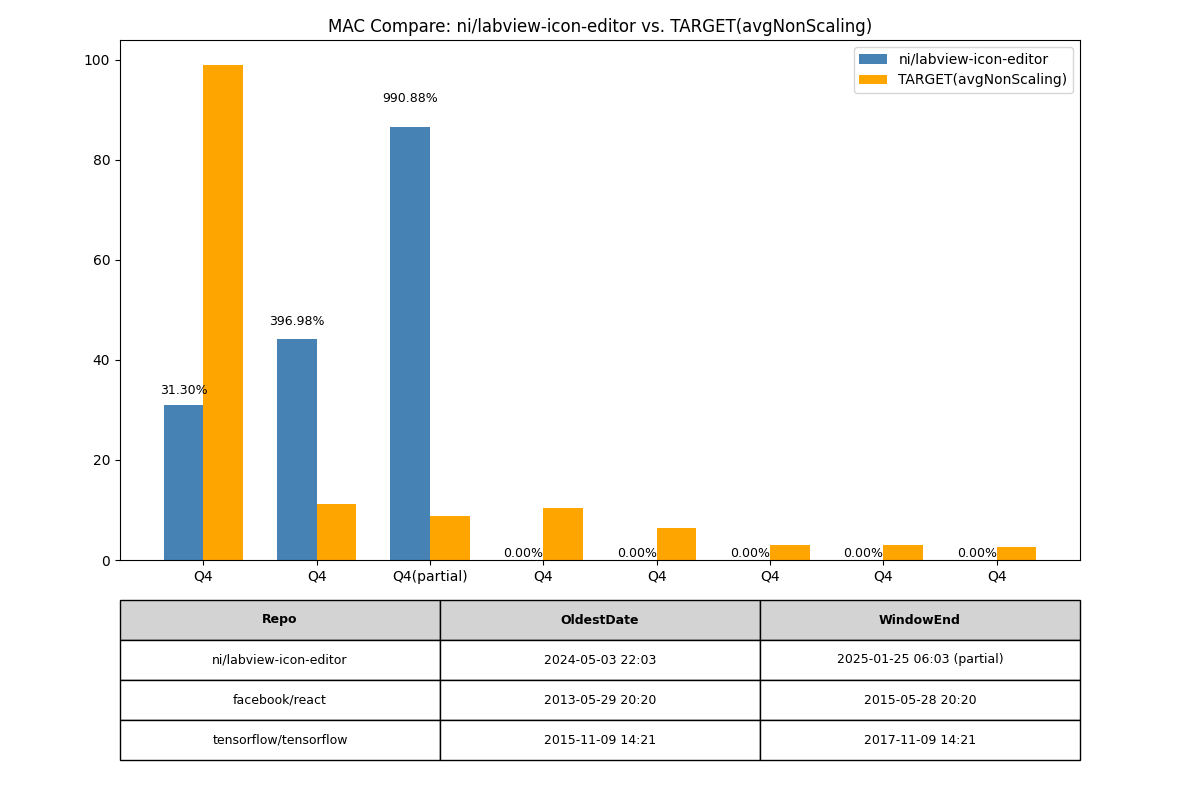 MAC Compare: ni/labview-icon-editor vs. TARGET(avgNonScaling)
ni/labview-icon-editor
TARGET(avgNonScaling)
100
80
60
40
20
0
31.30%
396.98%
990.88%
0.00%
0.00%
0.00%
0.00%
0.00%
Q4 Q4 Q4(partial) Q4 Q4 Q4 Q4 Q4
Repo OldestDate WindowEnd
ni/labview-icon-editor 2024-05-03 22:03 2025-01-25 06:03 (partial)
facebook/react 2013-05-29 20:20 2015-05-28 20:20
tensorflow/tensorflow 2015-11-09 14:21 2017-11-09 14:21